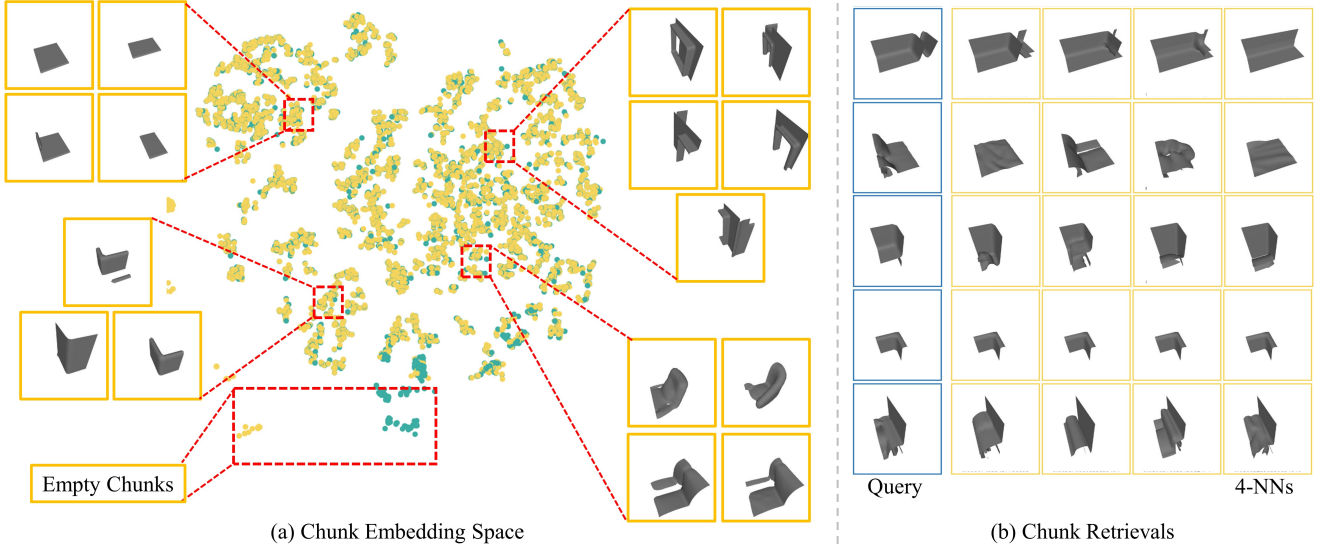 Empty Chunks
Query
4-NNs
(a) Chunk Embedding Space
(b) Chunk Retrievals